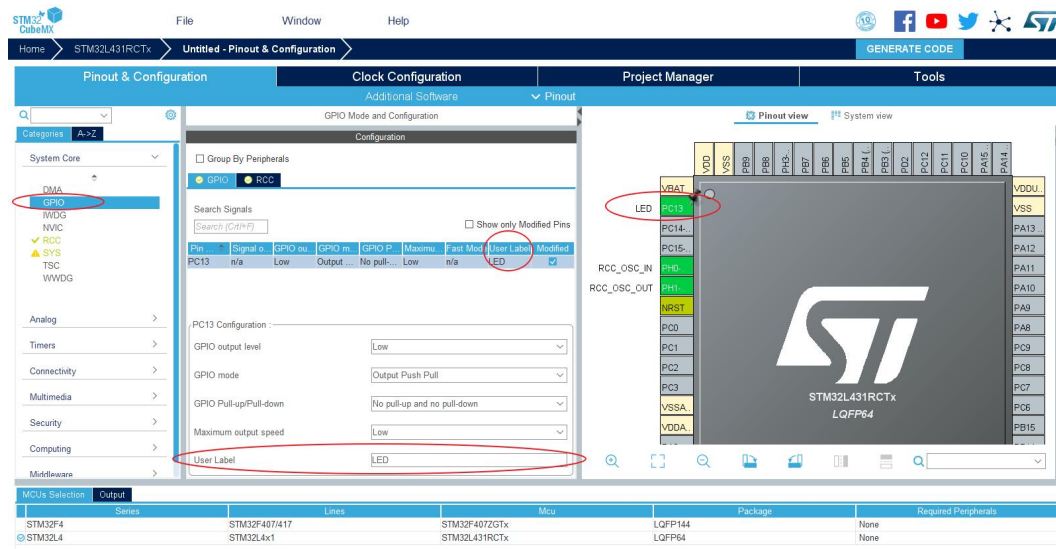 STM32 CubeMX
File Window Help
Home STM32L431RCTx Untitled - Pinout & Configuration GENERATE CODE
Pinout & Configuration Clock Configuration Project Manager Tools
Additional Software Pinout
GPIO Mode and Configuration
Pinout view System view
Categories A->Z
Configuration
System Core
DMA
GPIO
IWDG
NVIC
RCC
SYS
TSC
WWDG
Analog
Timers
Connectivity
Multimedia
Security
Computing
Middleware
Group By Peripherals
GPIO RCC
Search Signals
Search (Crtl+F)
Show only Modified Pins
Pin ... Signal o... GPIO ou... GPIO m... GPIO P... Maximu... Fast Mode User Label Modified
PC13 n/a Low Output ... No pull-... Low n/a LED
PC13 Configuration :
GPIO output level Low
GPIO mode Output Push Pull
GPIO Pull-up/Pull-down No pull-up and no pull-down
Maximum output speed Low
User Label LED
VDD VSS PB9 PB8 PH3-.. PB7 PB6 PB5 PB4 (.. PB3 (.. PD2 PC12 PC11 PC10 PA15.. PA14..
VBAT
LED PC13
PC14-..
PC15-..
RCC_OSC_IN PH0-..
RCC_OSC_OUT PH1-..
NRST
PC0
PC1
PC2
PC3
VSSA..
VDDA..
VDDU..
VSS
PA13..
PA12
PA11
PA10
PA9
PA8
PC9
PC8
PC7
PC6
PB15
STM32L431RCTx
LQFP64
MCUs Selection Output
Series Lines Mcu Package Required Peripherals
STM32F4 STM32F407/417 STM32F407ZGTx LQFP144 None
STM32L4 STM32L4x1 STM32L431RCTx LQFP64 None